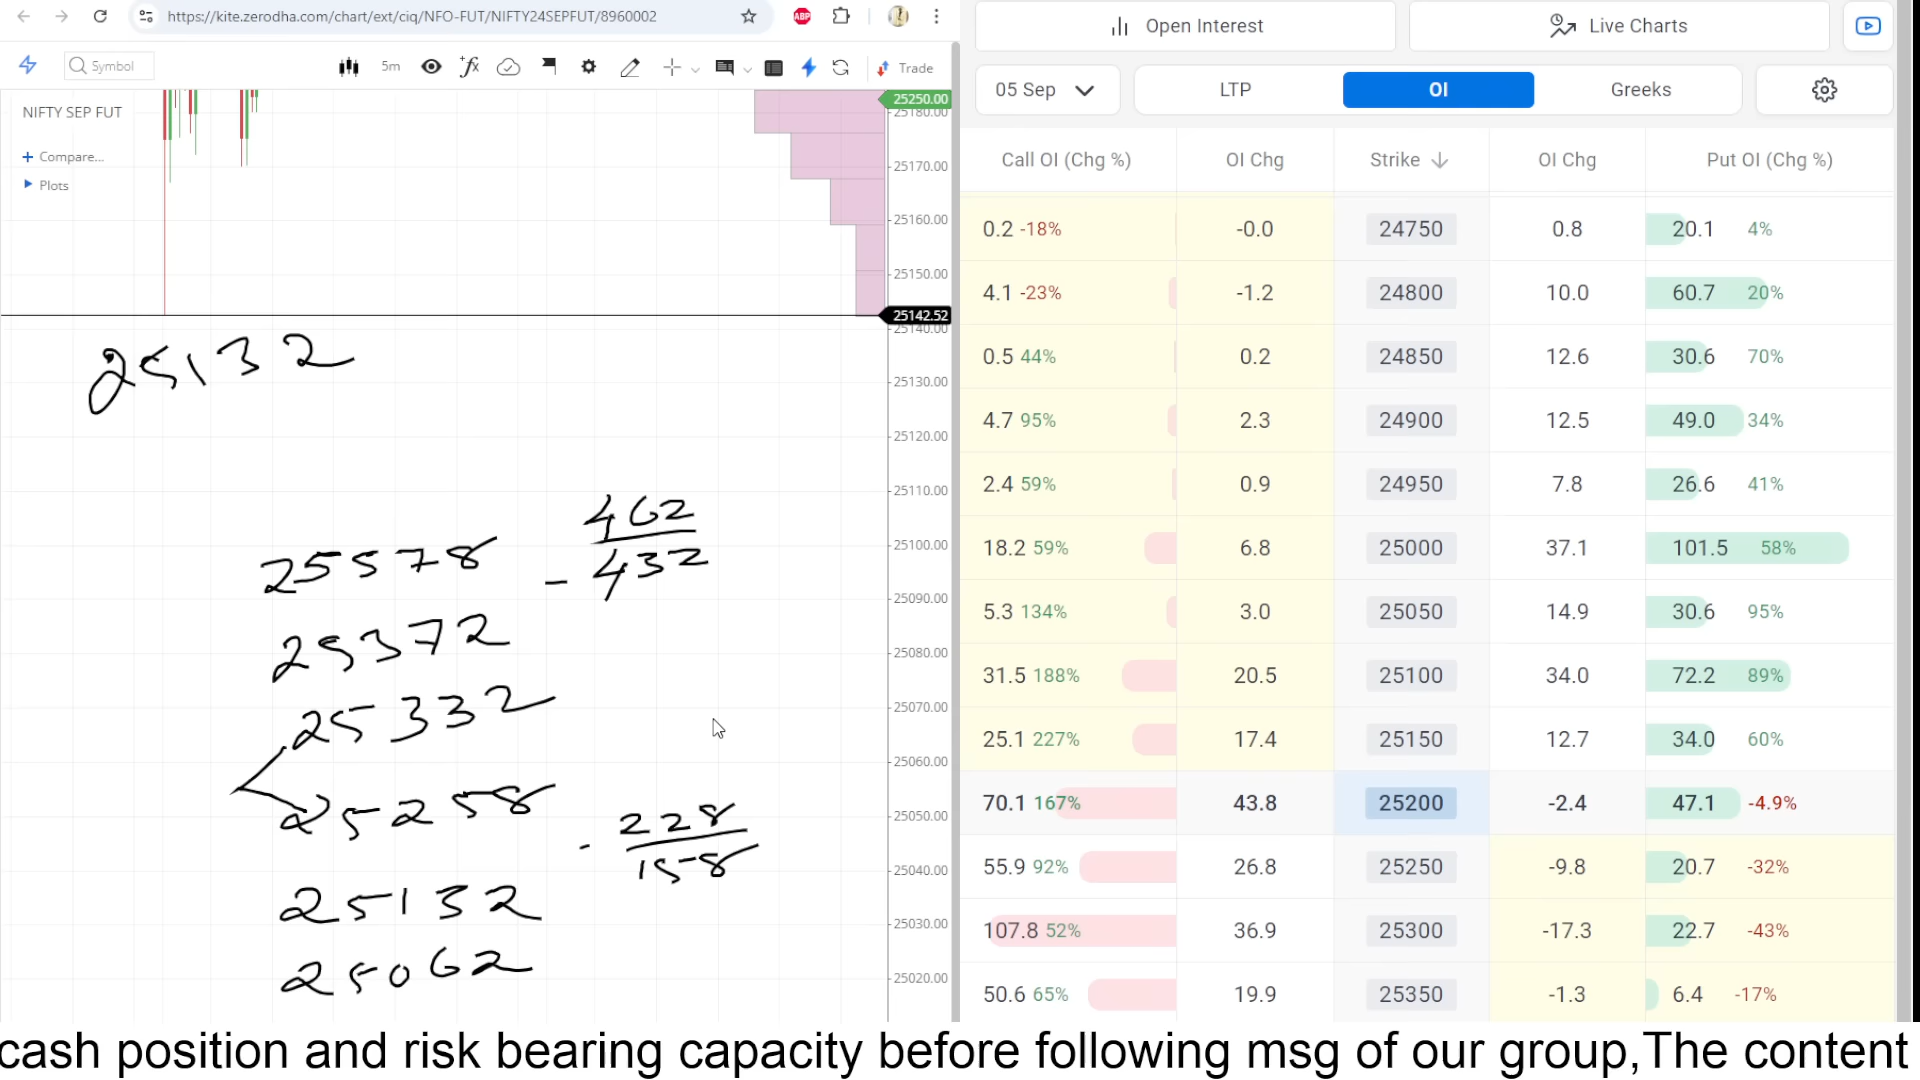 https://kite.zerodha.com/chart/ext/ciq/NFO-FUT/NIFTY24SEPFUT/8960002
ABP
Symbol
5m
Trade
NIFTY SEP FUT
Compare...
Plots
25250.00
25180.00
25170.00
25160.00
25150.00
25142.52
25140.00
25130.00
25120.00
25110.00
25100.00
25090.00
25080.00
25070.00
25060.00
25050.00
25040.00
25030.00
25020.00
25132
25578 - 462
432
25372
25332
25258 - 228
158
25132
25062
Open Interest Live Charts
05 Sep LTP OI Greeks
Call OI (Chg %) OI Chg Strike OI Chg Put OI (Chg %)
0.2 -18% -0.0 24750 0.8 20.1 4%
4.1 -23% -1.2 24800 10.0 60.7 20%
0.5 44% 0.2 24850 12.6 30.6 70%
4.7 95% 2.3 24900 12.5 49.0 34%
2.4 59% 0.9 24950 7.8 26.6 41%
18.2 59% 6.8 25000 37.1 101.5 58%
5.3 134% 3.0 25050 14.9 30.6 95%
31.5 188% 20.5 25100 34.0 72.2 89%
25.1 227% 17.4 25150 12.7 34.0 60%
70.1 167% 43.8 25200 -2.4 47.1 -4.9%
55.9 92% 26.8 25250 -9.8 20.7 -32%
107.8 52% 36.9 25300 -17.3 22.7 -43%
50.6 65% 19.9 25350 -1.3 6.4 -17%
cash position and risk bearing capacity before following msg of our group,The content